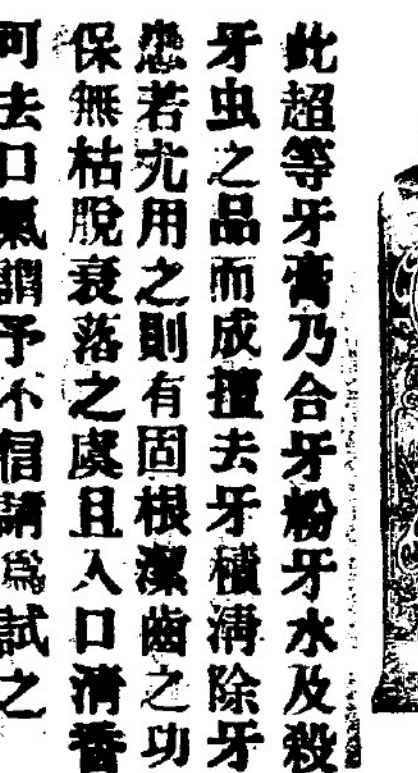 此超等牙膏乃合牙粉牙水及殺
牙虫之品而成擅去牙積清除牙
患若尤用之則有固根潔齒之功
保無枯脫衰落之虞且入口清香
可去口氣謂予不信請為試之